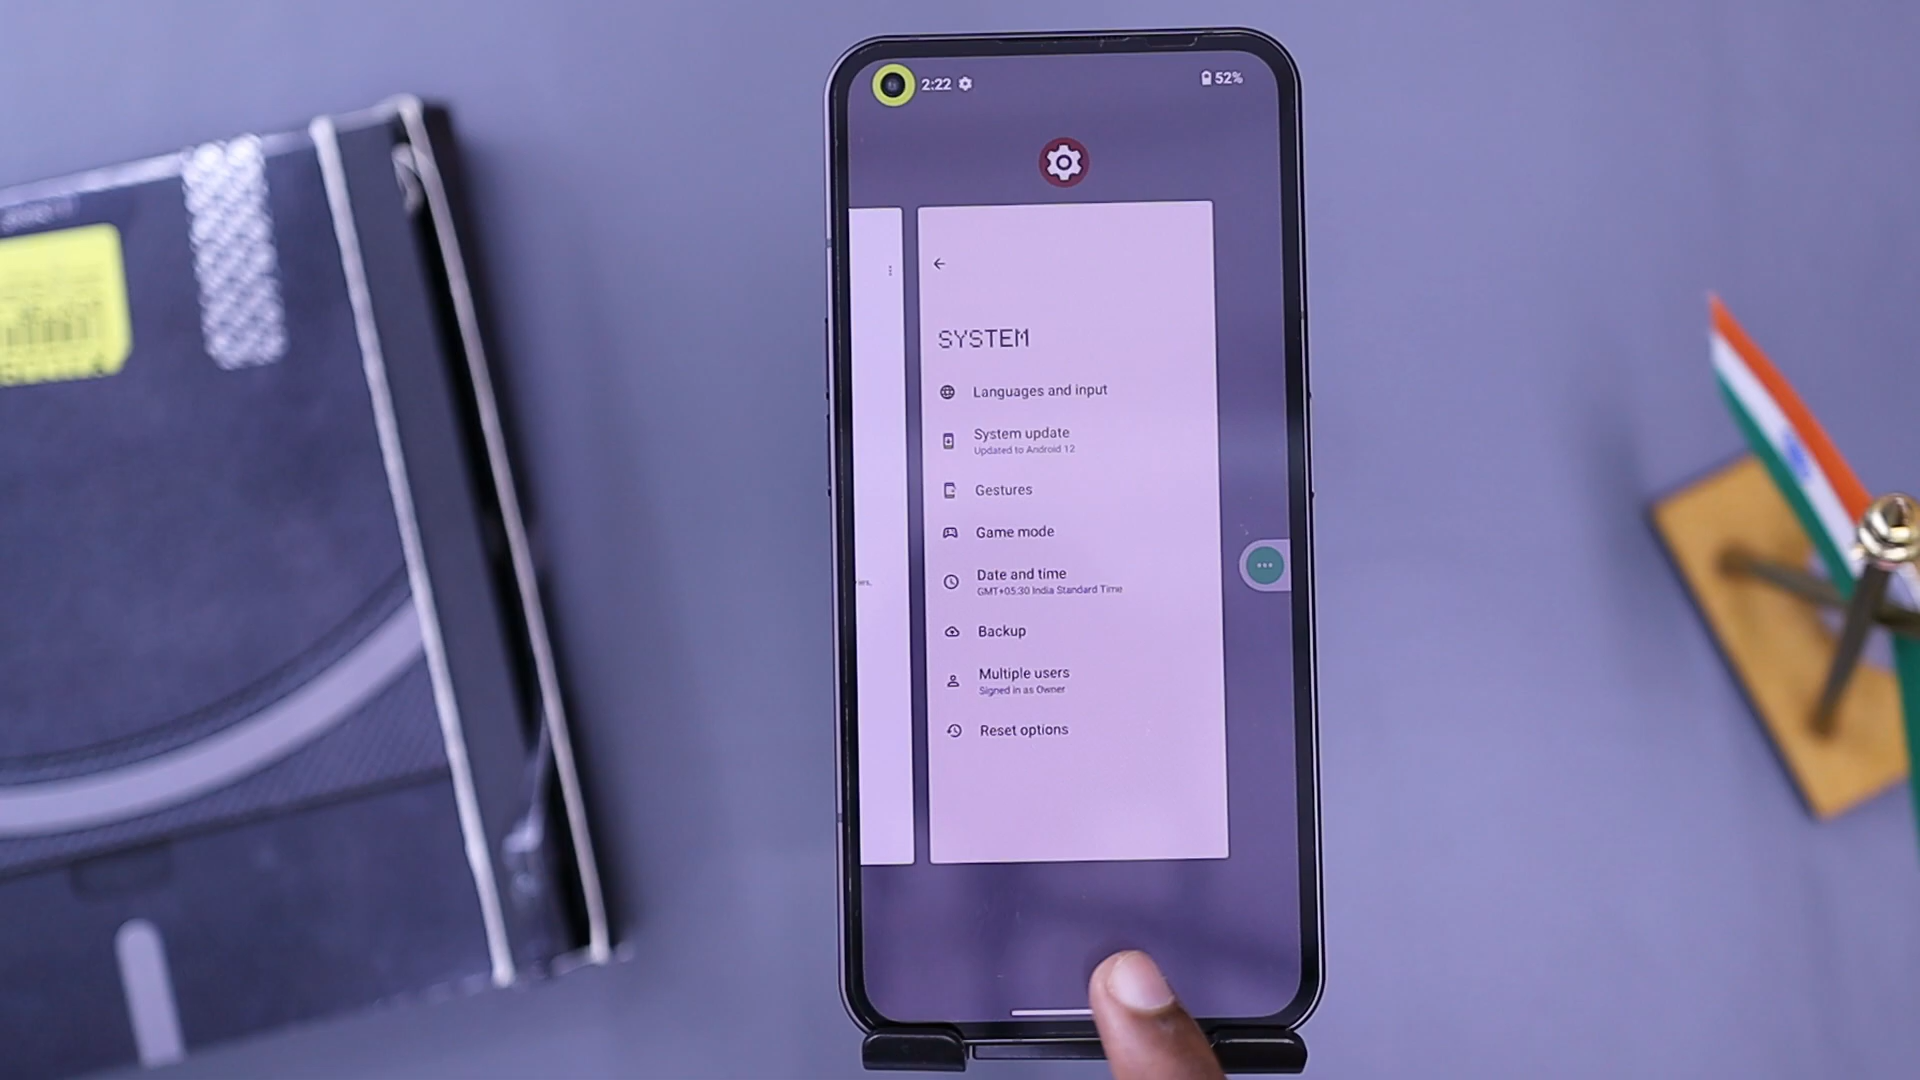 2:22
52%
SYSTEM
Languages and input
System update
Updated to Android 12
Gestures
Game mode
Date and time
GMT+05:30 India Standard Time
Backup
Multiple users
Signed in as Owner
Reset options